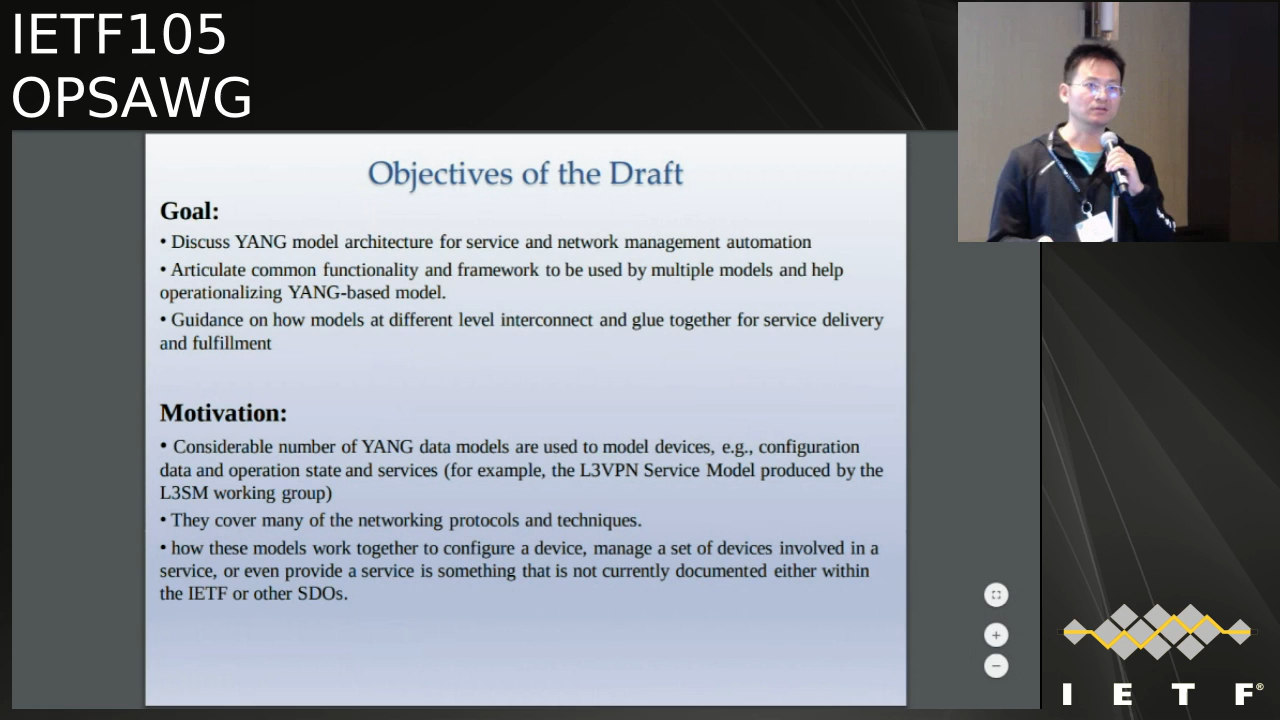 IETF105
OPSAWG
Objectives of the Draft
Goal:
• Discuss YANG model architecture for service and network management automation
• Articulate common functionality and framework to be used by multiple models and help
operationalizing YANG-based model.
• Guidance on how models at different level interconnect and glue together for service delivery
and fulfillment
Motivation:
• Considerable number of YANG data models are used to model devices, e.g., configuration
data and operation state and services (for example, the L3VPN Service Model produced by the
L3SM working group)
• They cover many of the networking protocols and techniques.
• how these models work together to configure a device, manage a set of devices involved in a
service, or even provide a service is something that is not currently documented either within
the IETF or other SDOs.
I E T F®